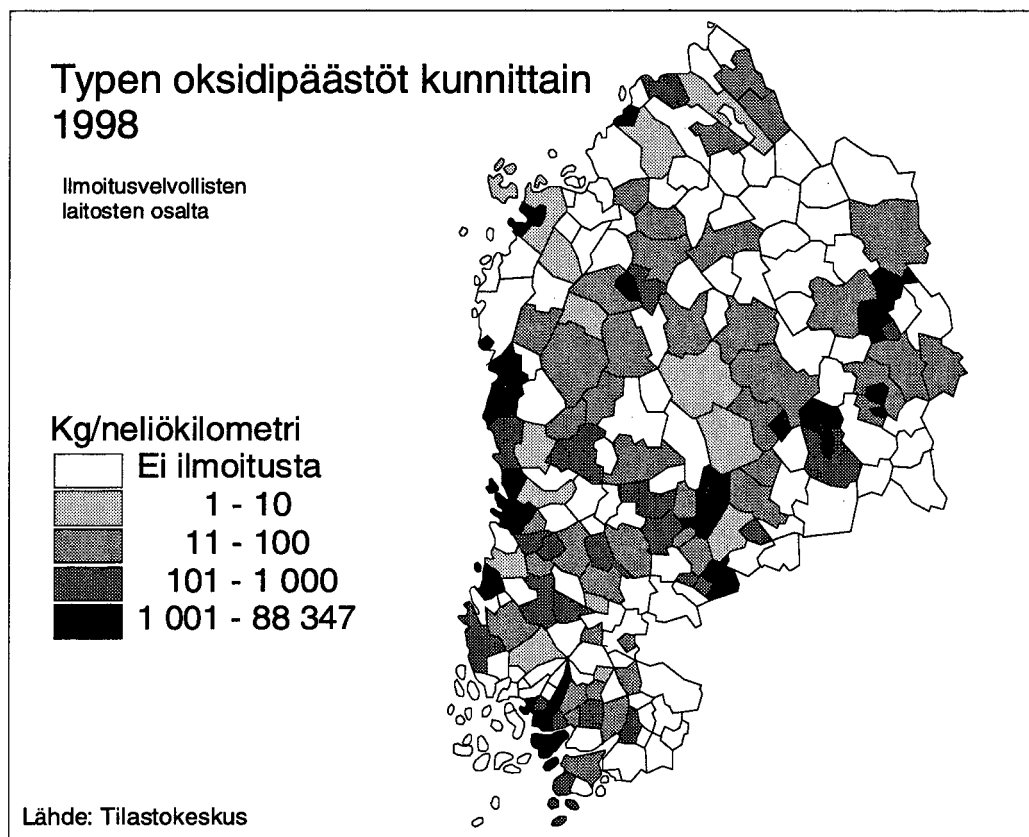 Typen oksidipäästöt kunnittain
1998
Ilmoitusvelvollisten
laitosten osalta
Kg/neliökilometri
Ei ilmoitusta
1 - 10
11 - 100
101 - 1 000
1 001 - 88 347
Lähde: Tilastokeskus